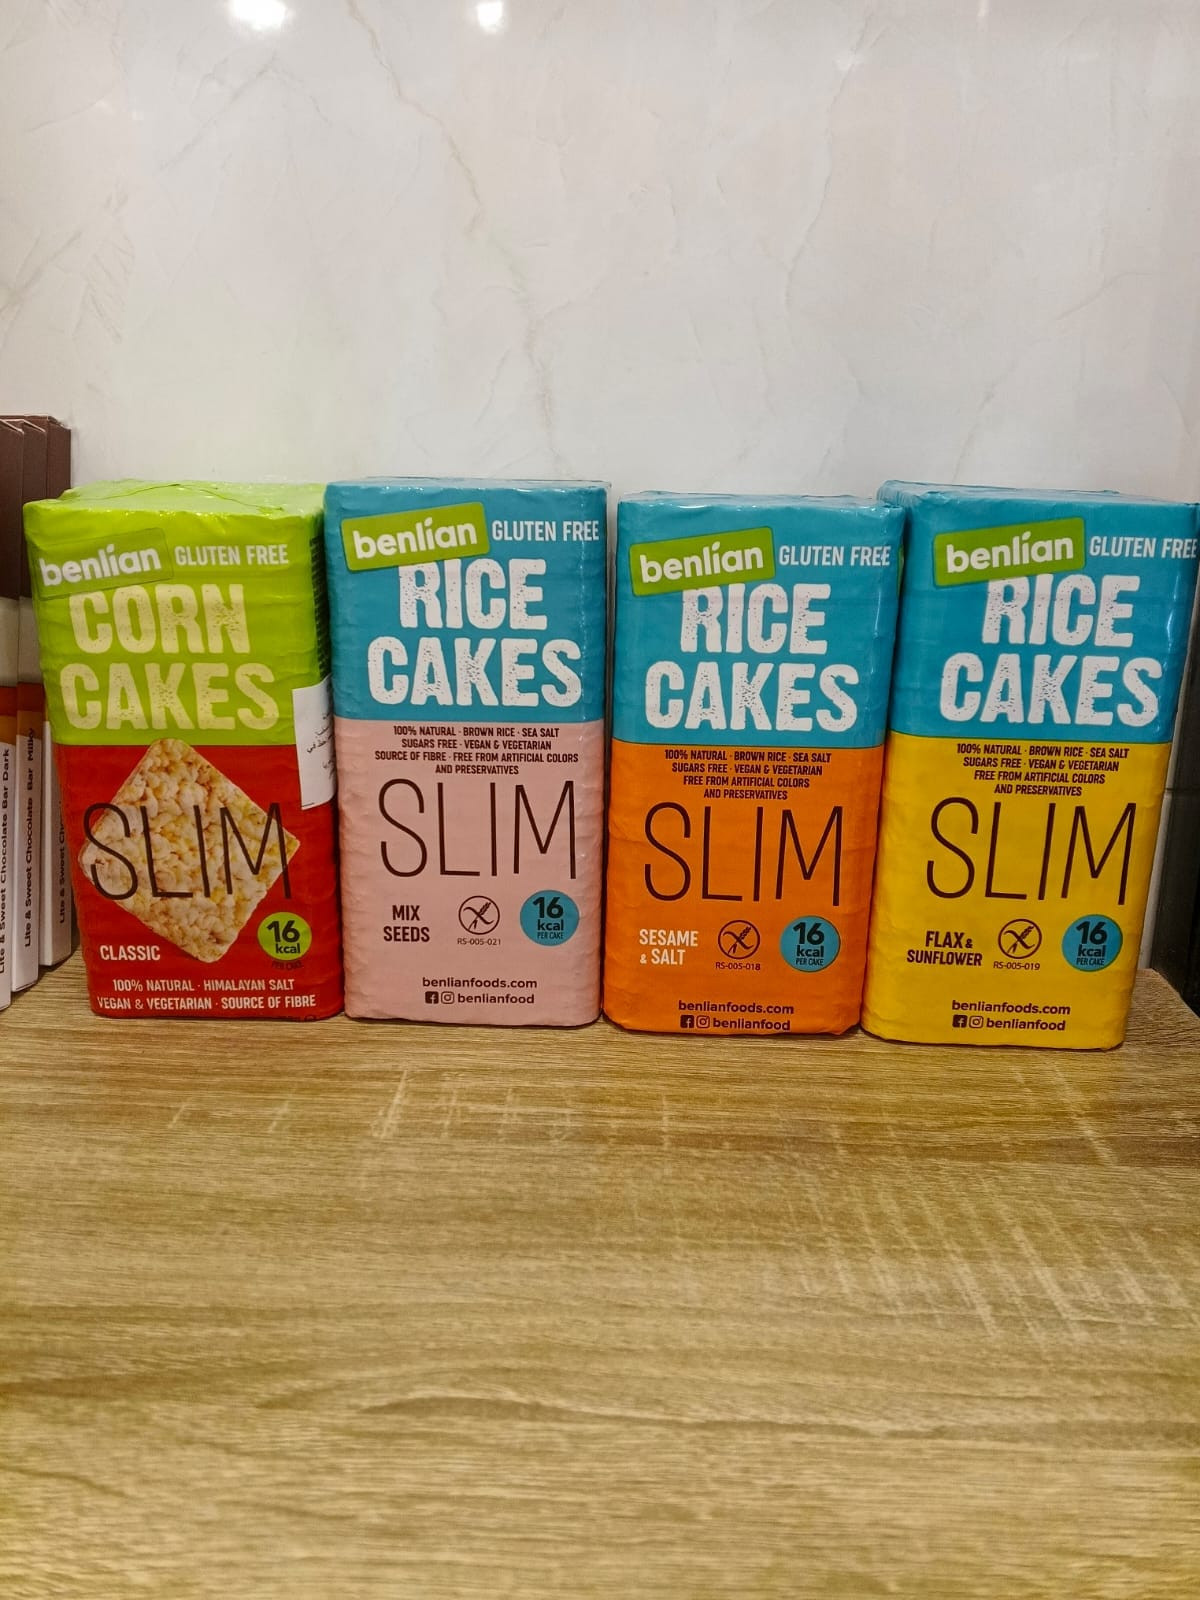 benlian GLUTEN FREE
CORN
CAKES
SLIM
CLASSIC
16
kcal
PER CAKE
100% NATURAL · HIMALAYAN SALT
VEGAN & VEGETARIAN · SOURCE OF FIBRE
benlian GLUTEN FREE
RICE
CAKES
100% NATURAL · BROWN RICE · SEA SALT
SUGARS FREE · VEGAN & VEGETARIAN
SOURCE OF FIBRE · FREE FROM ARTIFICIAL COLORS
AND PRESERVATIVES
SLIM
MIX
SEEDS
RS-005-021
16
kcal
PER CAKE
benlianfoods.com
benlianfood
benlian GLUTEN FREE
RICE
CAKES
100% NATURAL · BROWN RICE · SEA SALT
SUGARS FREE · VEGAN & VEGETARIAN
FREE FROM ARTIFICIAL COLORS
AND PRESERVATIVES
SLIM
SESAME
& SALT
RS-005-018
16
kcal
PER CAKE
benlianfoods.com
benlianfood
benlian GLUTEN FREE
RICE
CAKES
100% NATURAL · BROWN RICE · SEA SALT
SUGARS FREE · VEGAN & VEGETARIAN
FREE FROM ARTIFICIAL COLORS
AND PRESERVATIVES
SLIM
FLAX &
SUNFLOWER
RS-005-019
16
kcal
PER CAKE
benlianfoods.com
benlianfood
Lite & Sweet Chocolate Bar Dark
Lite & Sweet Chocolate Bar Milky
Lite & Sweet